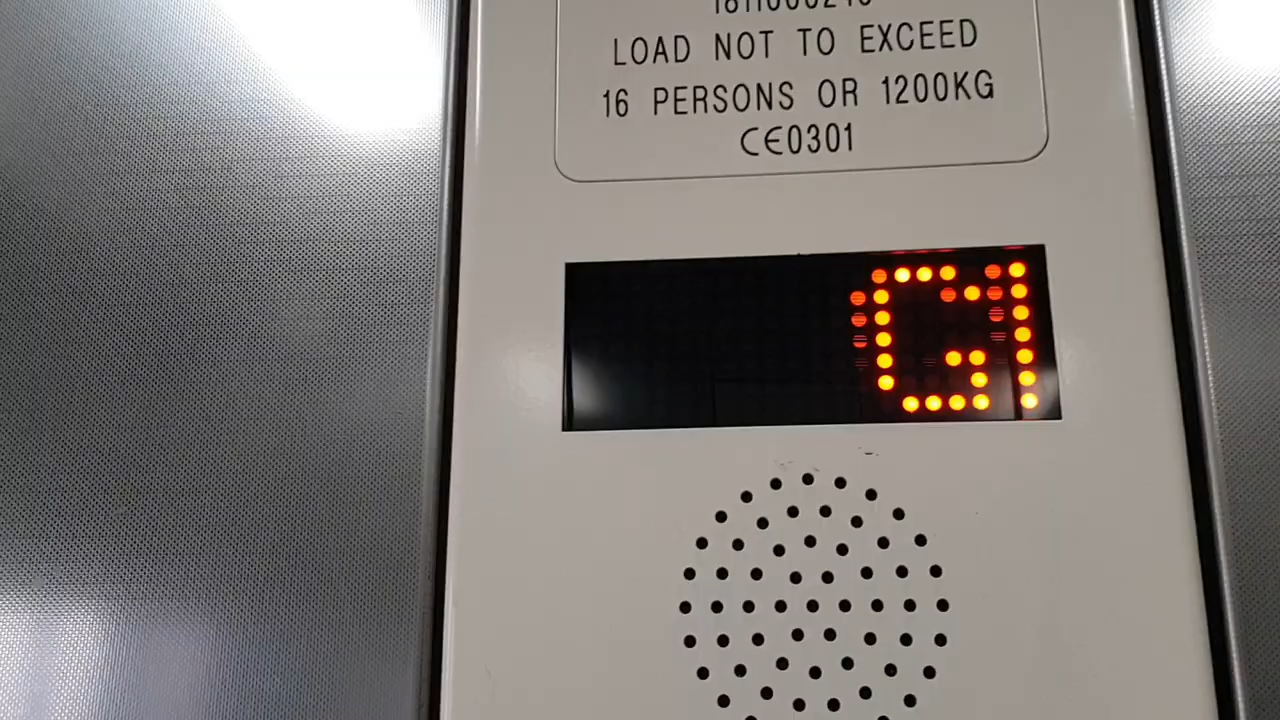 LOAD NOT TO EXCEED
16 PERSONS OR 1200KG
CE0301
G